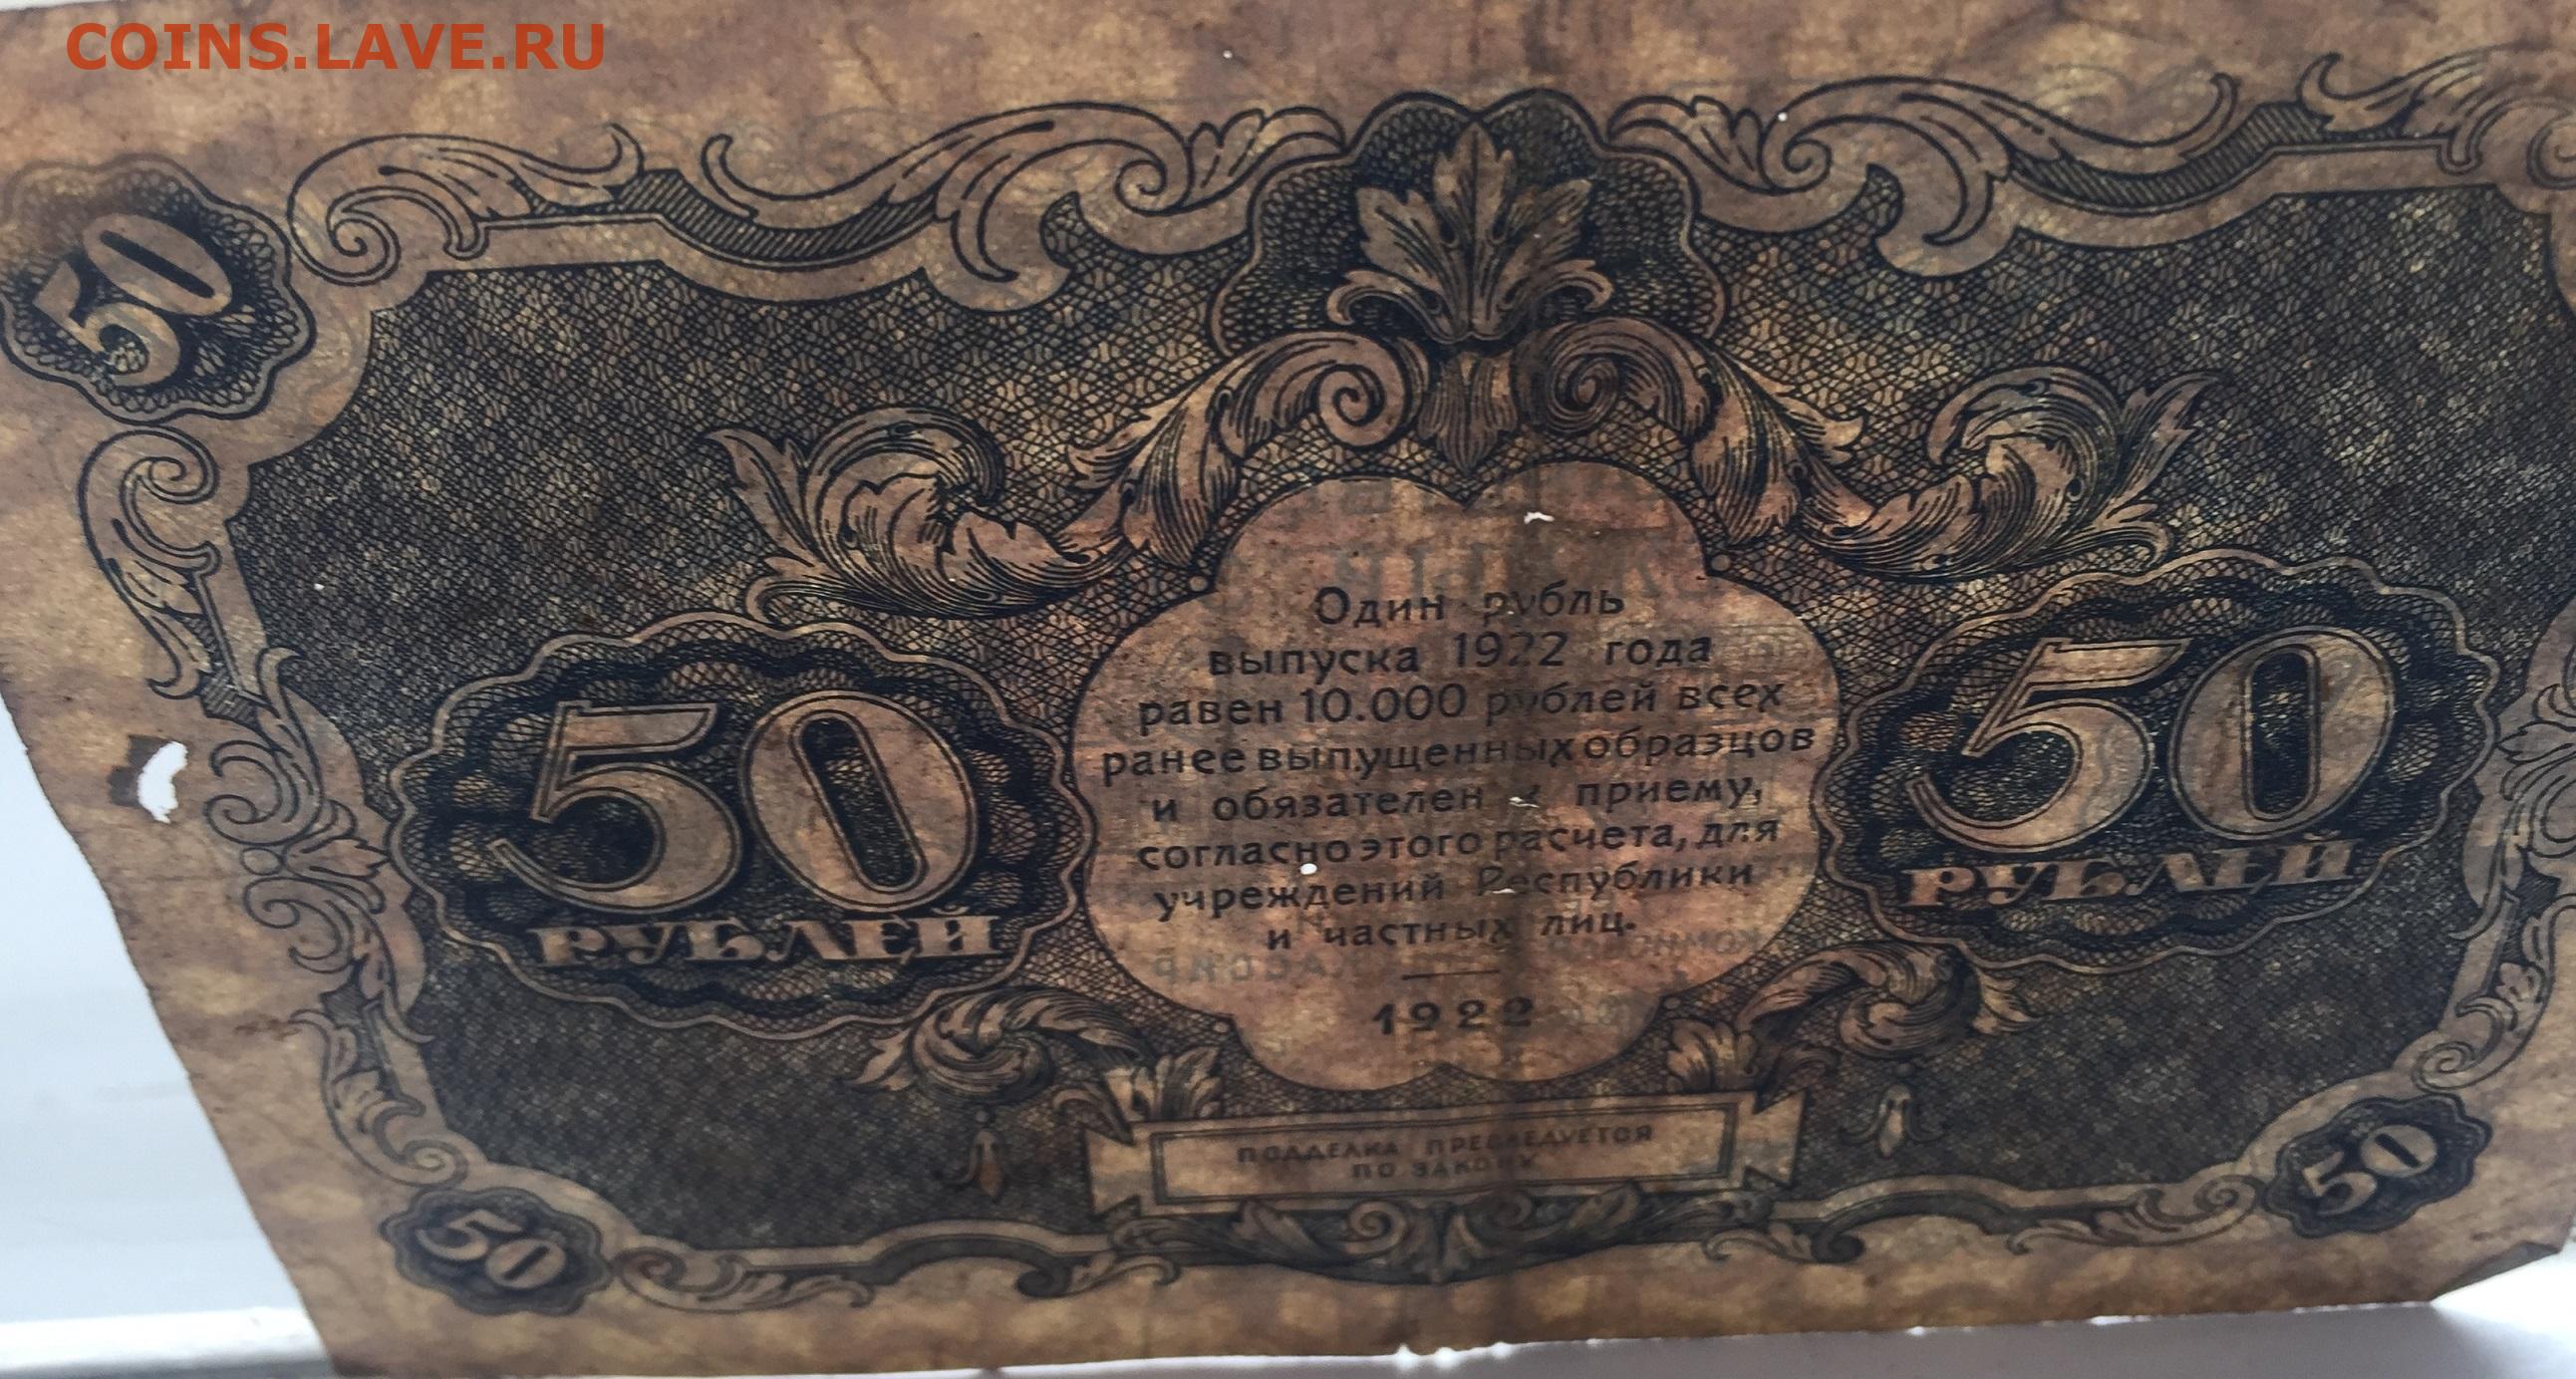 COINS.LAVE.RU
50
50 РУБЛЕЙ
Один рубль
выпуска 1922 года
равен 10.000 рублей всех
ранее выпущенных образцов
и обязателен к приему,
согласно этого расчета, для
учреждений Республики
и частных лиц.
1922
50 РУБЛЕЙ
ПОДДЕЛКА ПРЕСЛЕДУЕТСЯ
ПО ЗАКОНУ
50
50